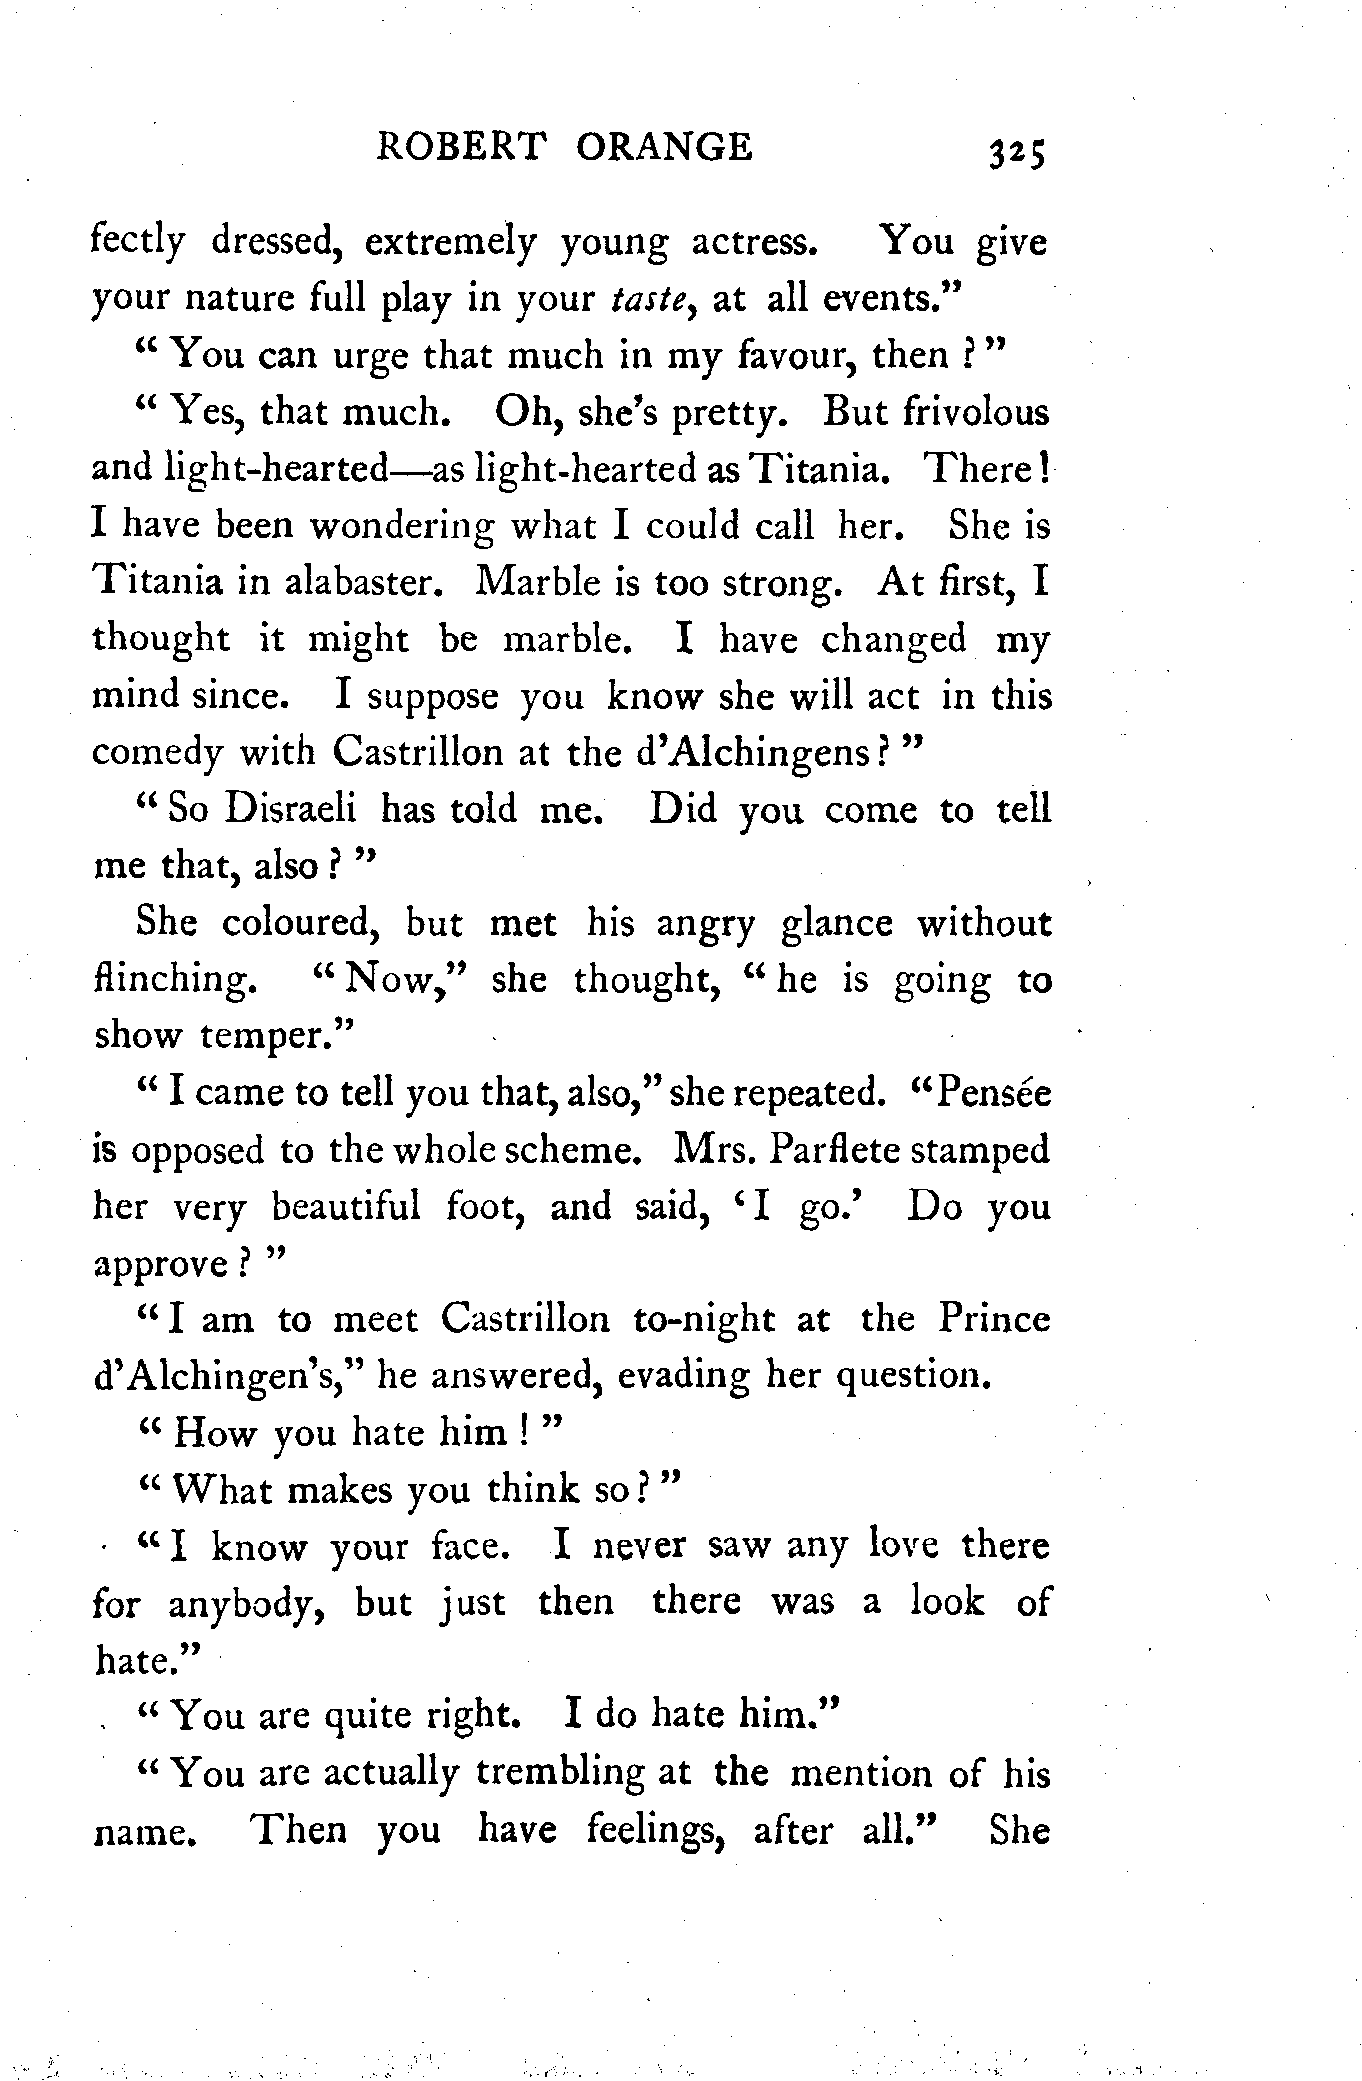 ROBERT ORANGE 325
fectly dressed, extremely young actress. You give
your nature full play in your taste, at all events."
"You can urge that much in my favour, then?"
"Yes, that much. Oh, she's pretty. But frivolous
and light-hearted—as light-hearted as Titania. There!
I have been wondering what I could call her. She is
Titania in alabaster. Marble is too strong. At first, I
thought it might be marble. I have changed my
mind since. I suppose you know she will act in this
comedy with Castrillon at the d'Alchingens?"
"So Disraeli has told me. Did you come to tell
me that, also?"
She coloured, but met his angry glance without
flinching. "Now," she thought, "he is going to
show temper."
"I came to tell you that, also," she repeated. "Pensée
is opposed to the whole scheme. Mrs. Parflete stamped
her very beautiful foot, and said, 'I go.' Do you
approve?"
"I am to meet Castrillon to-night at the Prince
d'Alchingen's," he answered, evading her question.
"How you hate him!"
"What makes you think so?"
"I know your face. I never saw any love there
for anybody, but just then there was a look of
hate."
"You are quite right. I do hate him."
"You are actually trembling at the mention of his
name. Then you have feelings, after all." She